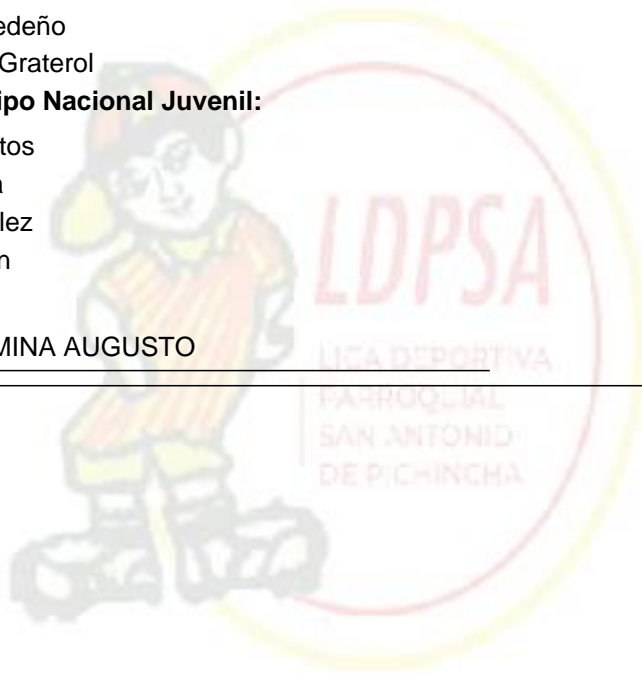 edeño
Graterol
ipo Nacional Juvenil:
tos
a
lez
n
MINA AUGUSTO
LDPSA
LIGA DEPORTIVA
PARROQUIAL
SAN ANTONIO
DE PICHINCHA